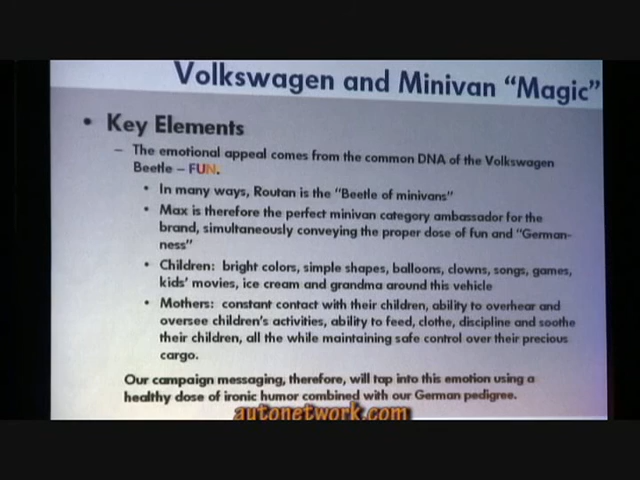 Volkswagen and Minivan “Magic”
• Key Elements
– The emotional appeal comes from the common DNA of the Volkswagen
Beetle – FUN.
• In many ways, Routan is the “Beetle of minivans”
• Max is therefore the perfect minivan category ambassador for the
brand, simultaneously conveying the proper dose of fun and “German-
ness”
• Children: bright colors, simple shapes, balloons, clowns, songs, games,
kids’ movies, ice cream and grandma around this vehicle
• Mothers: constant contact with their children, ability to overhear and
oversee children’s activities, ability to feed, clothe, discipline and soothe
their children, all the while maintaining safe control over their precious
cargo.
Our campaign messaging, therefore, will tap into this emotion using a
healthy dose of ironic humor combined with our German pedigree.
autonetwork.com